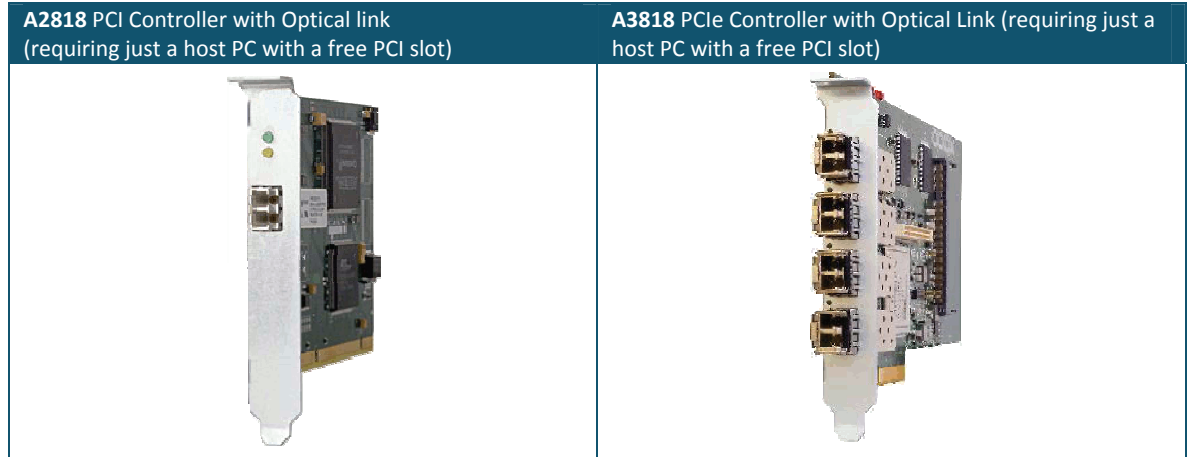 A2818 PCI Controller with Optical link
(requiring just a host PC with a free PCI slot)
A3818 PCIe Controller with Optical Link (requiring just a
host PC with a free PCI slot)